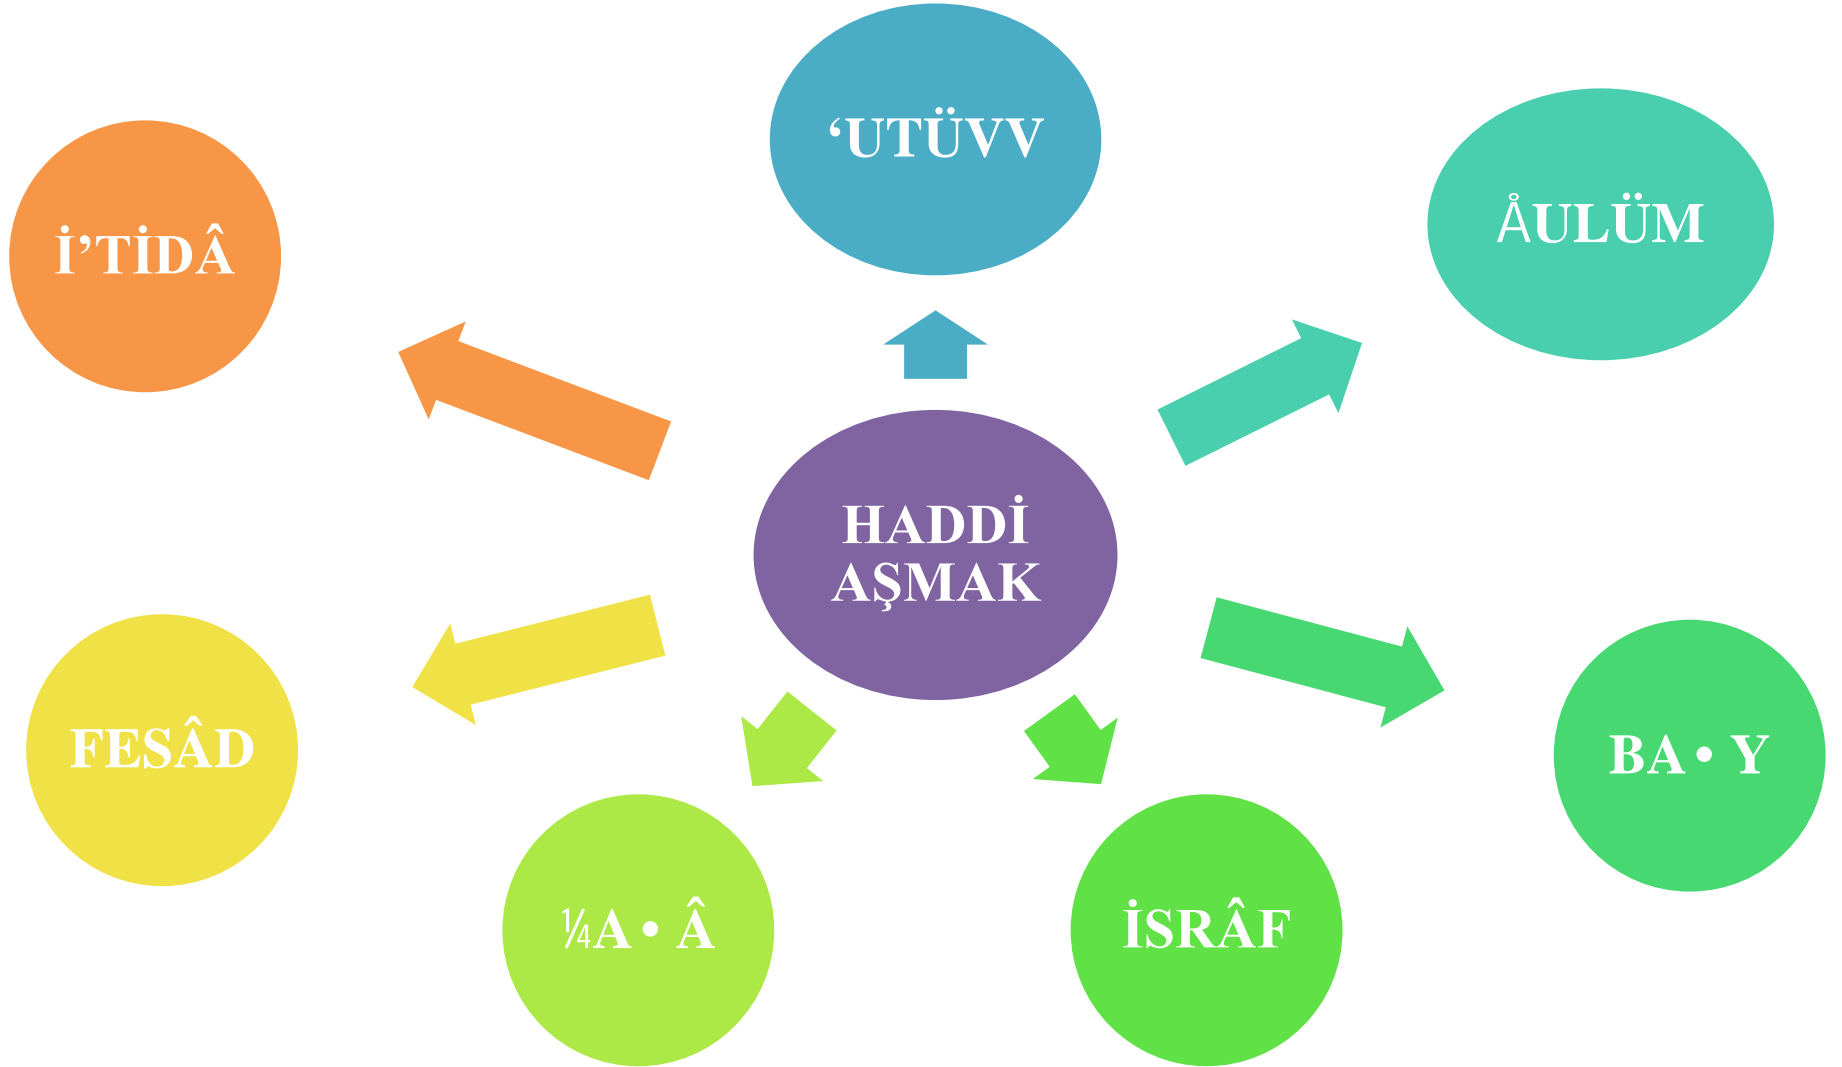 ‘UTÜVV
ÅULÜM
İ’TİDÂ
HADDİ
AŞMAK
FESÂD
BA• Y
¼A• Â
İSRÂF